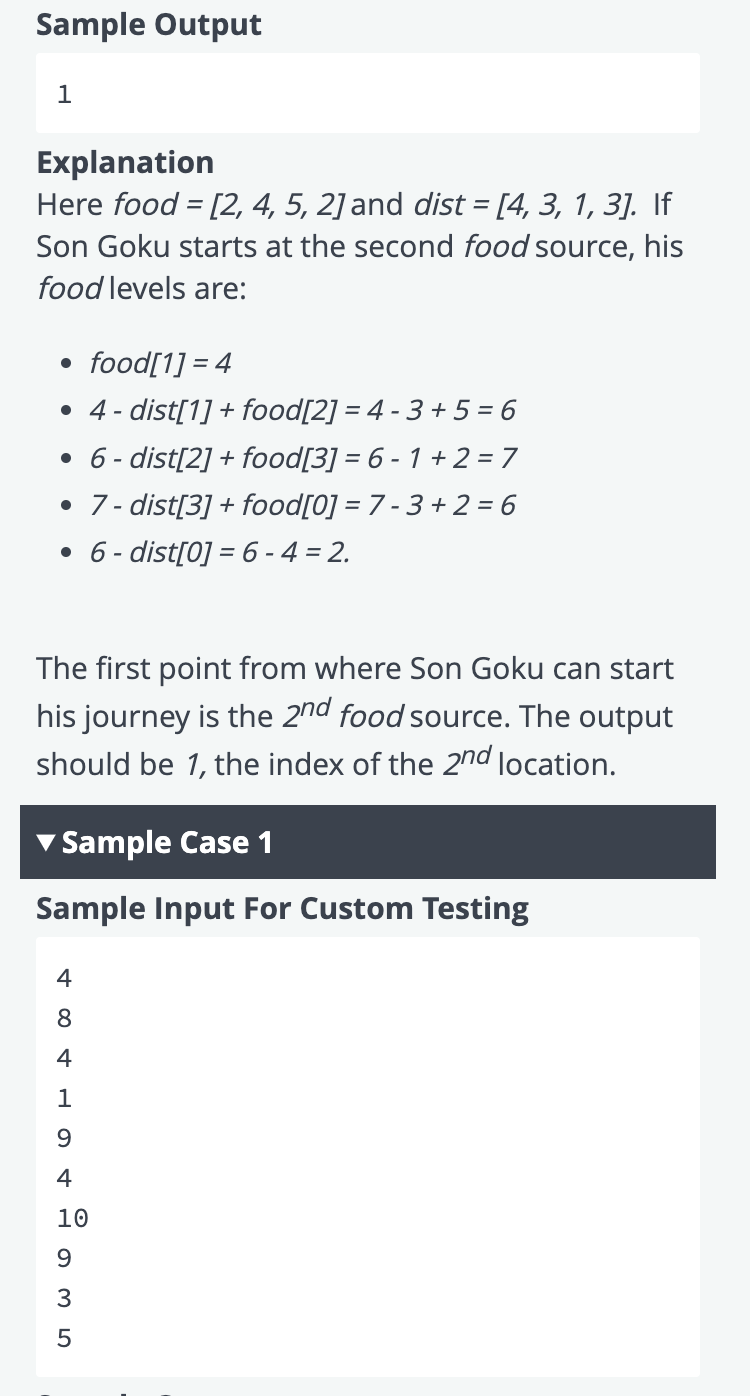 Sample Output
1
Explanation
Here food = [2, 4, 5, 2] and dist = [4, 3, 1, 3]. If
Son Goku starts at the second food source, his
food levels are:
• food[1] = 4
• 4 - dist[1] + food[2] = 4 - 3 + 5 = 6
• 6 - dist[2] + food[3] = 6 - 1 + 2 = 7
• 7 - dist[3] + food[0] = 7 - 3 + 2 = 6
• 6 - dist[0] = 6 - 4 = 2.
The first point from where Son Goku can start
his journey is the 2nd food source. The output
should be 1, the index of the 2nd location.
▼ Sample Case 1
Sample Input For Custom Testing
4
8
4
1
9
4
10
9
3
5